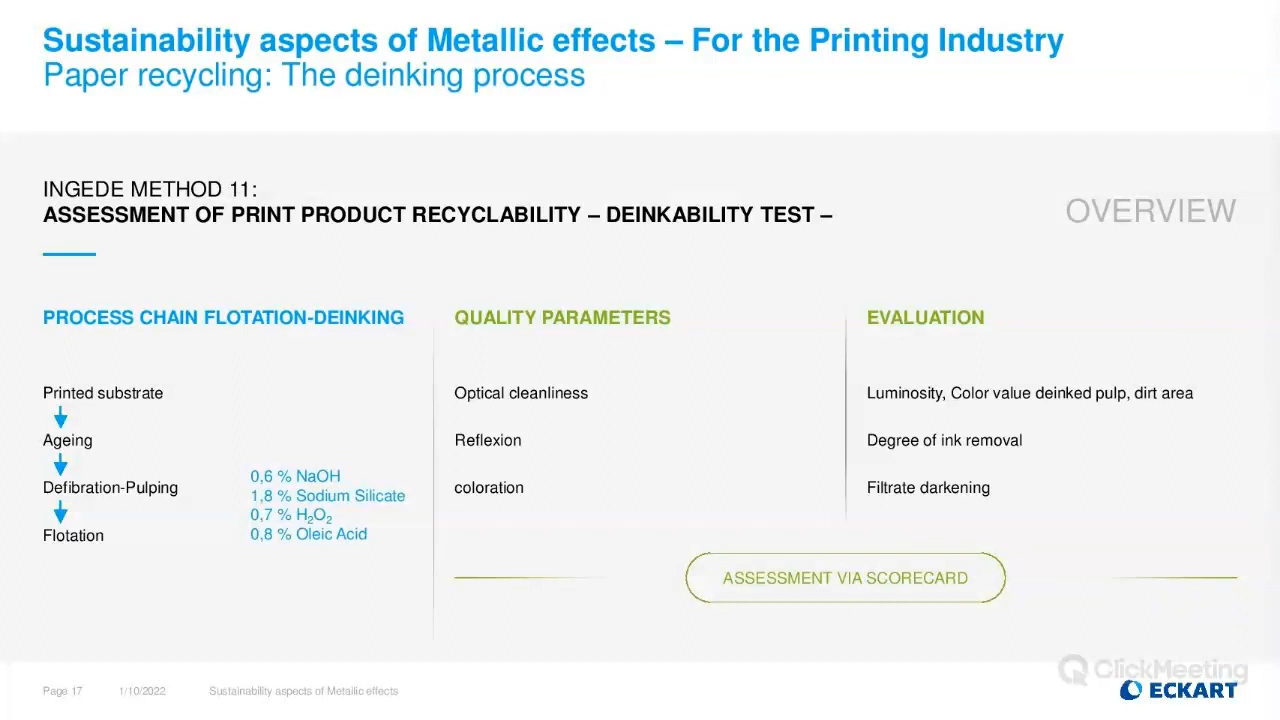 Sustainability aspects of Metallic effects – For the Printing Industry
Paper recycling: The deinking process
INGEDE METHOD 11:
ASSESSMENT OF PRINT PRODUCT RECYCLABILITY – DEINKABILITY TEST –
OVERVIEW
PROCESS CHAIN FLOTATION-DEINKING
Printed substrate
Ageing
Defibration-Pulping
Flotation
0,6 % NaOH
1,8 % Sodium Silicate
0,7 % H₂O₂
0,8 % Oleic Acid
QUALITY PARAMETERS
Optical cleanliness
Reflexion
coloration
EVALUATION
Luminosity, Color value deinked pulp, dirt area
Degree of ink removal
Filtrate darkening
ASSESSMENT VIA SCORECARD
Page 17
1/10/2022
Sustainability aspects of Metallic effects
ClickMeeting
ECKART